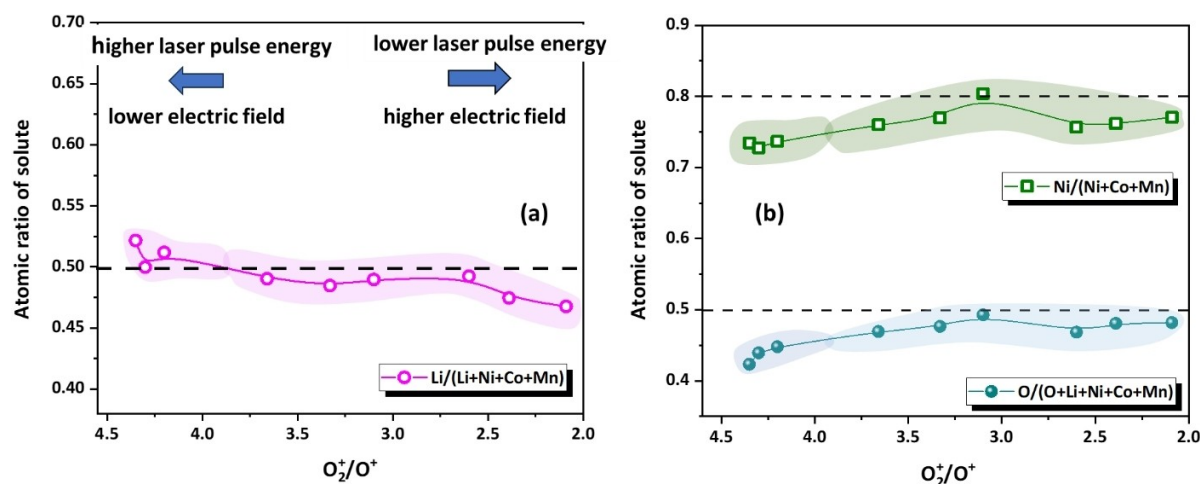 0.70
0.65
0.60
0.55
0.50
0.45
0.40
Atomic ratio of solute
higher laser pulse energy
lower electric field
lower laser pulse energy
higher electric field
(a)
Li/(Li+Ni+Co+Mn)
4.5 4.0 3.5 3.0 2.5 2.0
O₂⁺/O⁺
0.9
0.8
0.7
0.6
0.5
0.4
Atomic ratio of solute
Ni/(Ni+Co+Mn)
(b)
O/(O+Li+Ni+Co+Mn)
4.5 4.0 3.5 3.0 2.5 2.0
O₂⁺/O⁺